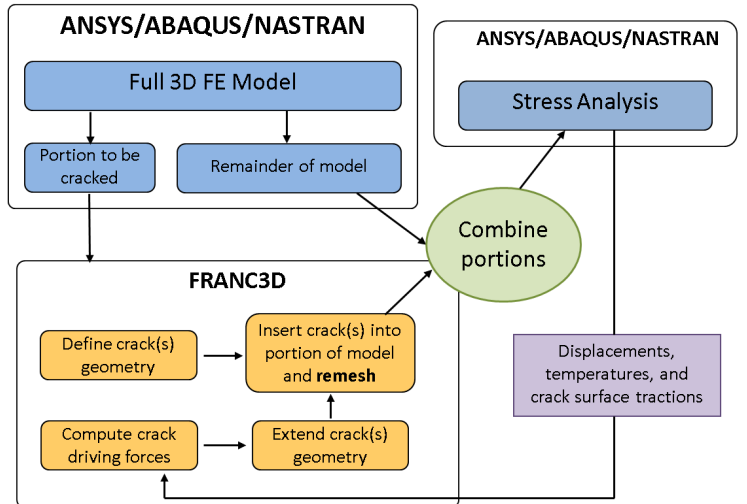 ANSYS/ABAQUS/NASTRAN
Full 3D FE Model
Portion to be
cracked
Remainder of model
ANSYS/ABAQUS/NASTRAN
Stress Analysis
Combine
portions
FRANC3D
Define crack(s)
geometry
Insert crack(s) into
portion of model
and remesh
Compute crack
driving forces
Extend crack(s)
geometry
Displacements,
temperatures, and
crack surface tractions